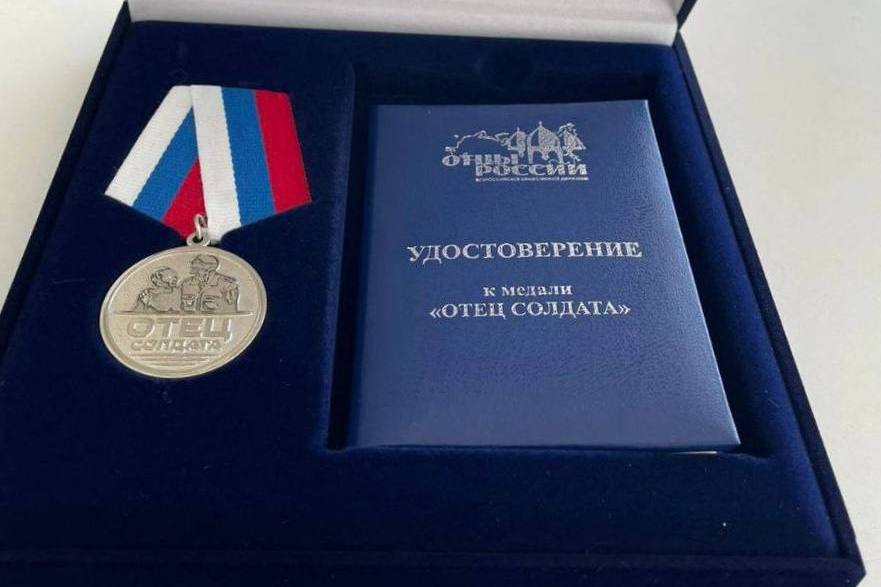 ОТЕЦ
СОЛДАТА
ОТЦЫ
РОССИИ
УДОСТОВЕРЕНИЕ
к медали
«ОТЕЦ СОЛДАТА»